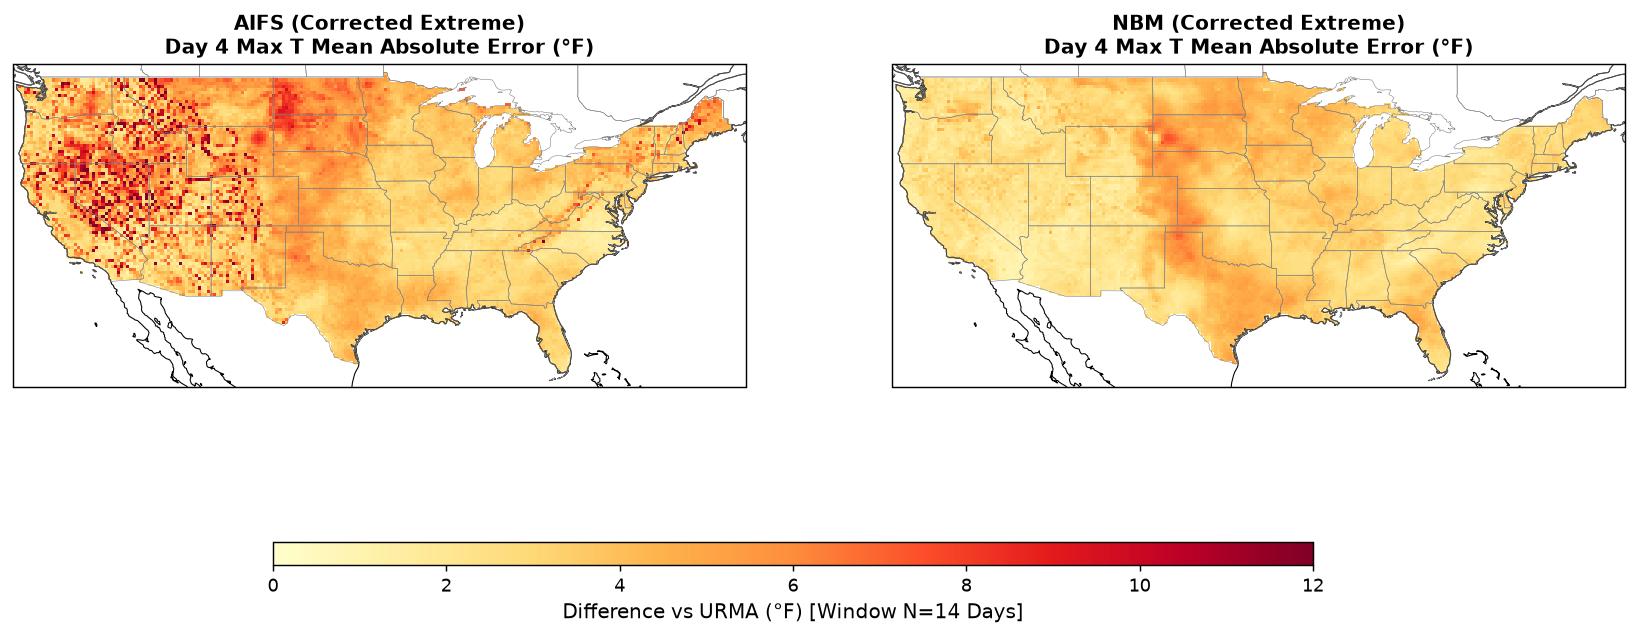 AIFS (Corrected Extreme)
Day 4 Max T Mean Absolute Error (°F)
NBM (Corrected Extreme)
Day 4 Max T Mean Absolute Error (°F)
0 2 4 6 8 10 12
Difference vs URMA (°F) [Window N=14 Days]